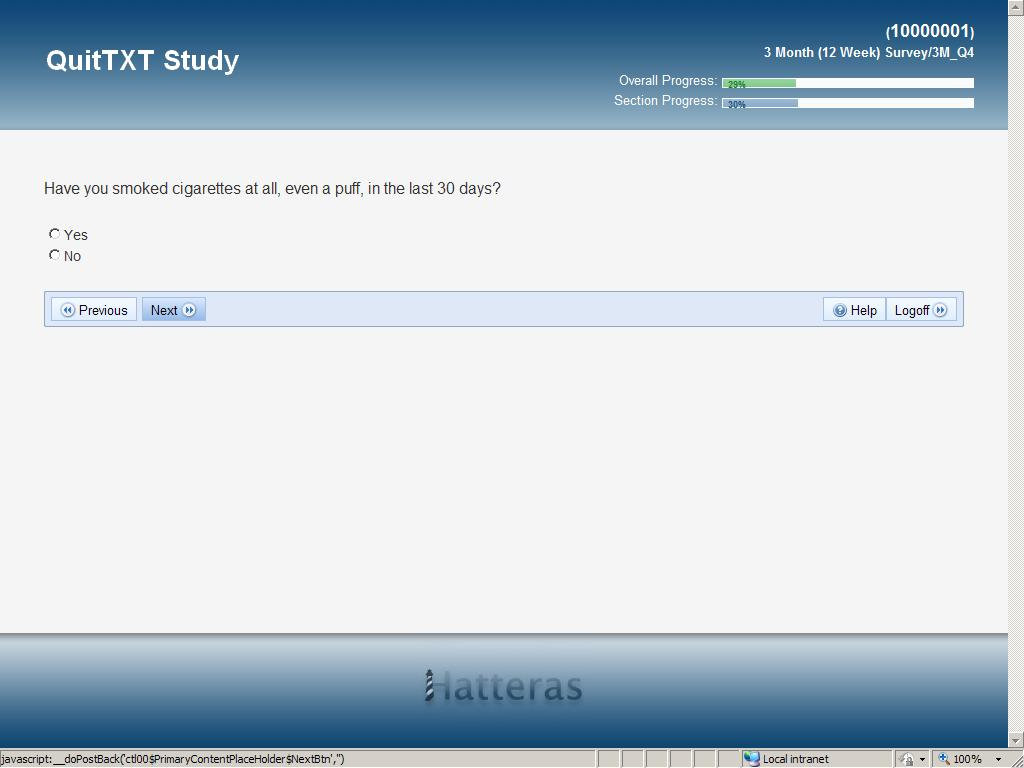 (10000001)
QuitTXT Study
3 Month (12 Week) Survey/3M_Q4
Overall Progress: 29%
Section Progress: 30%
Have you smoked cigarettes at all, even a puff, in the last 30 days?
Yes
No
Previous Next Help Logoff
Hatteras
javascript:__doPostBack('ctl00$PrimaryContentPlaceHolder$NextBtn','') Local intranet 100%